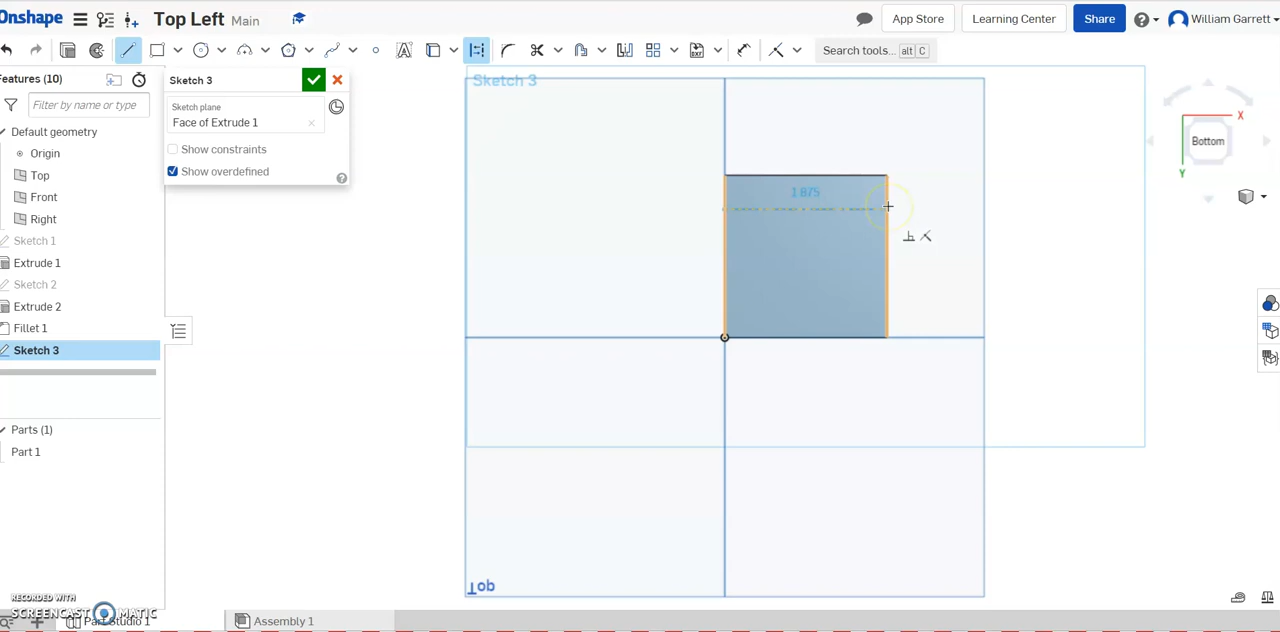 Onshape
Top Left Main
App Store
Learning Center
Share
William Garrett
Search tools... alt C
Features (10)
Filter by name or type
Default geometry
Origin
Top
Front
Right
Sketch 1
Extrude 1
Sketch 2
Extrude 2
Fillet 1
Sketch 3
Parts (1)
Part 1
Sketch 3
Sketch plane
Face of Extrude 1
Show constraints
Show overdefined
Sketch 3
1.875
Bottom
X
Y
Top
RECORDED WITH
SCREENCAST MATIC
Part Studio 1
Assembly 1